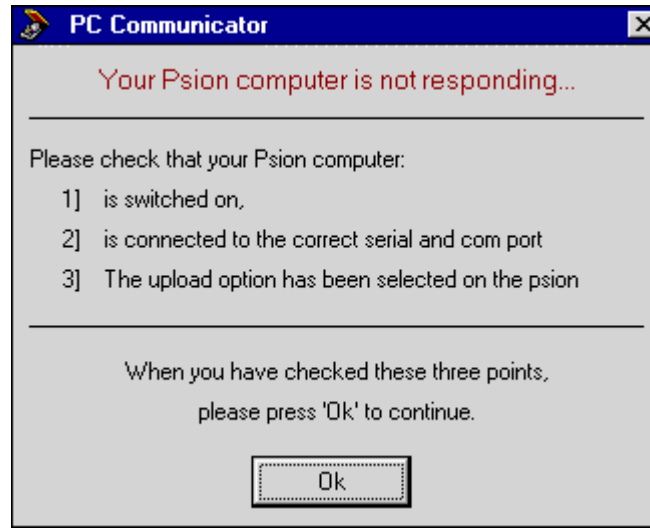 PC Communicator
Your Psion computer is not responding...
Please check that your Psion computer:
1] is switched on,
2] is connected to the correct serial and com port
3] The upload option has been selected on the psion
When you have checked these three points,
please press 'Ok' to continue.
Ok